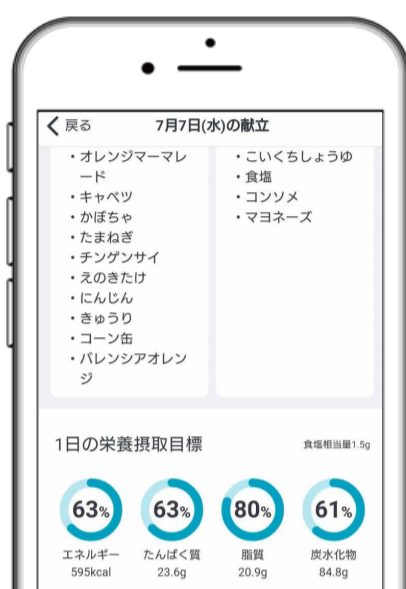 戻る
7月7日(水)の献立
・オレンジマーマレ
ード
・キャベツ
・かぼちゃ
・たまねぎ
・チンゲンサイ
・えのきたけ
・にんじん
・きゅうり
・コーン缶
・バレンシアオレン
ジ
・こいくちしょうゆ
・食塩
・コンソメ
・マヨネーズ
1日の栄養摂取目標
食塩相当量1.5g
63%
63%
80%
61%
エネルギー
たんぱく質
脂質
炭水化物
595kcal
23.6g
20.9g
84.8g